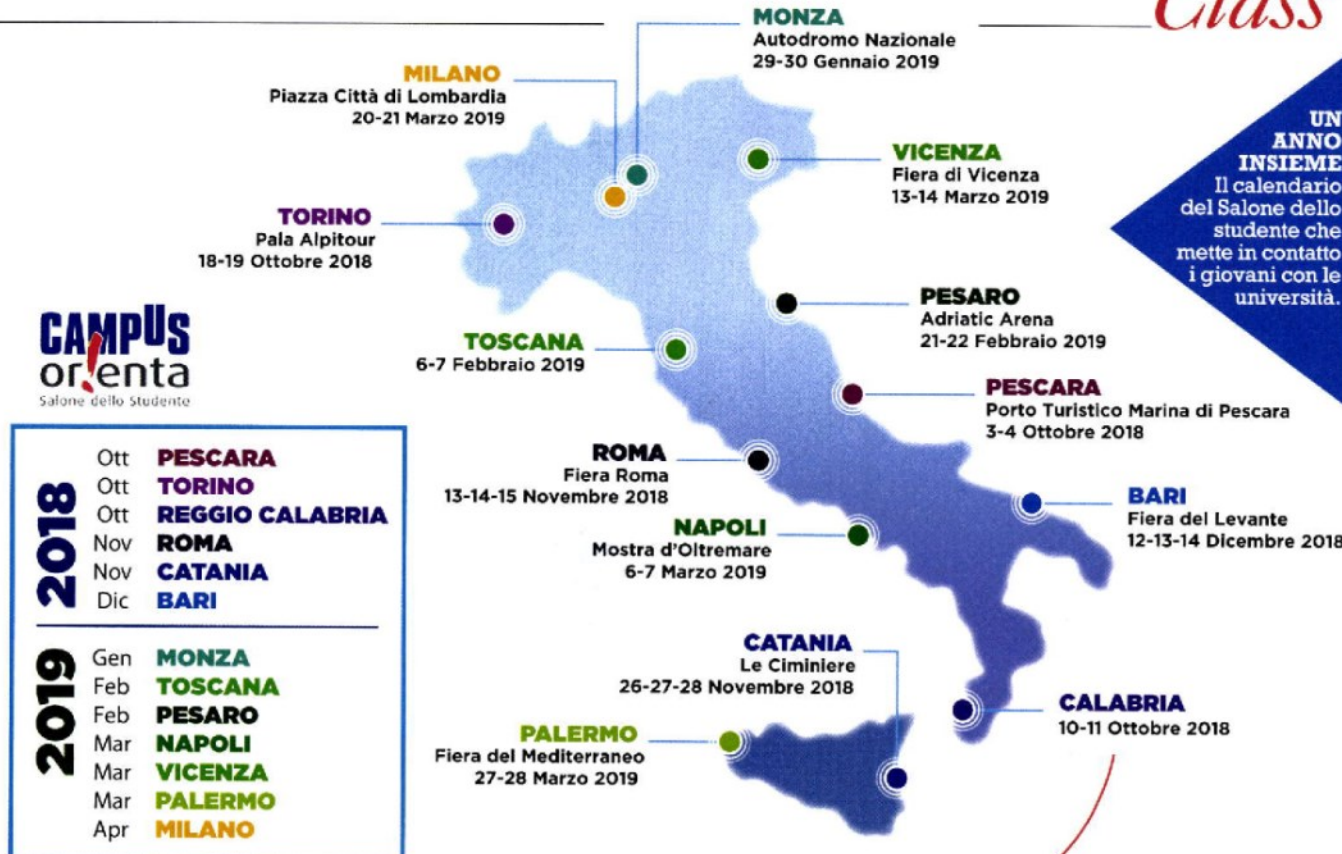 Class
MONZA
Autodromo Nazionale
29-30 Gennaio 2019
MILANO
Piazza Città di Lombardia
20-21 Marzo 2019
VICENZA
Fiera di Vicenza
13-14 Marzo 2019
TORINO
Pala Alpitour
18-19 Ottobre 2018
UN
ANNO
INSIEME
Il calendario
del Salone dello
studente che
mette in contatto
i giovani con le
università.
PESARO
Adriatic Arena
21-22 Febbraio 2019
TOSCANA
6-7 Febbraio 2019
PESCARA
Porto Turistico Marina di Pescara
3-4 Ottobre 2018
ROMA
Fiera Roma
13-14-15 Novembre 2018
BARI
Fiera del Levante
12-13-14 Dicembre 2018
NAPOLI
Mostra d'Oltremare
6-7 Marzo 2019
CATANIA
Le Ciminiere
26-27-28 Novembre 2018
CALABRIA
10-11 Ottobre 2018
PALERMO
Fiera del Mediterraneo
27-28 Marzo 2019
CAMPUS
or!enta
Salone dello Studente
2018
Ott PESCARA
Ott TORINO
Ott REGGIO CALABRIA
Nov ROMA
Nov CATANIA
Dic BARI
2019
Gen MONZA
Feb TOSCANA
Feb PESARO
Mar NAPOLI
Mar VICENZA
Mar PALERMO
Apr MILANO